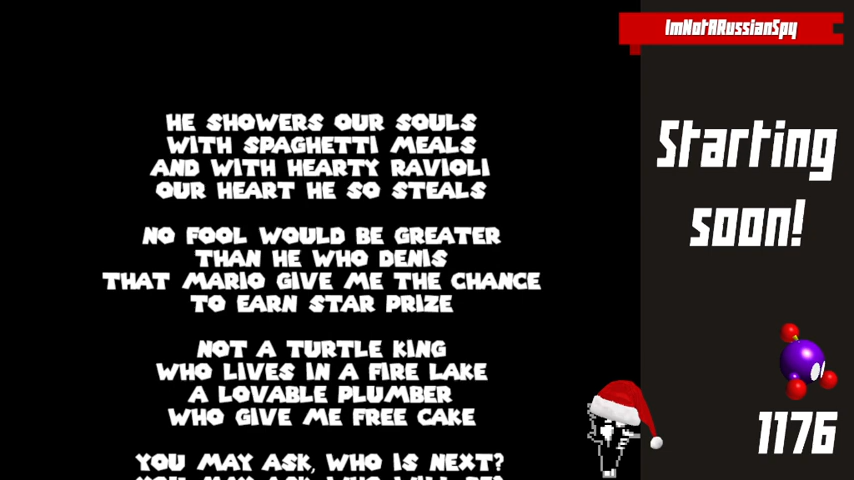 ImNotARussianSpy
HE SHOWERS OUR SOULS
WITH SPAGHETTI MEALS
AND WITH HEARTY RAVIOLI
OUR HEART HE SO STEALS
NO FOOL WOULD BE GREATER
THAN HE WHO DENIS
THAT MARIO GIVE ME THE CHANCE
TO EARN STAR PRIZE
NOT A TURTLE KING
WHO LIVES IN A FIRE LAKE
A LOVABLE PLUMBER
WHO GIVE ME FREE CAKE
YOU MAY ASK, WHO IS NEXT?
Starting
soon!
1176